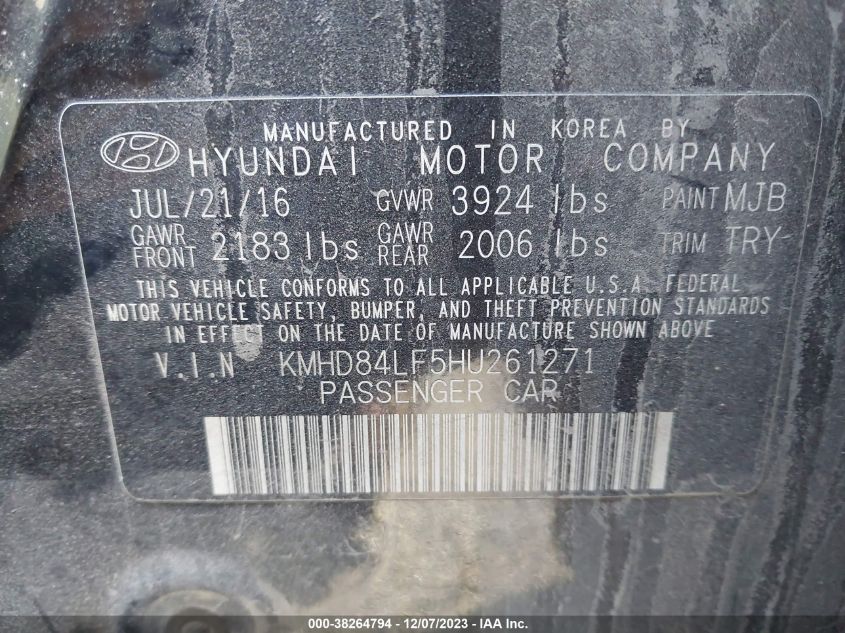 MANUFACTURED IN KOREA BY
HYUNDAI MOTOR COMPANY
JUL/21/16 GVWR 3924 lbs PAINT MJB
GAWR FRONT 2183 lbs GAWR REAR 2006 lbs TRIM TRY
THIS VEHICLE CONFORMS TO ALL APPLICABLE U.S.A. FEDERAL
MOTOR VEHICLE SAFETY, BUMPER, AND THEFT PREVENTION STANDARDS
IN EFFECT ON THE DATE OF MANUFACTURE SHOWN ABOVE.
V.I.N KMHD84LF5HU261271
PASSENGER CAR
000-38264794 - 12/07/2023 - IAA Inc.